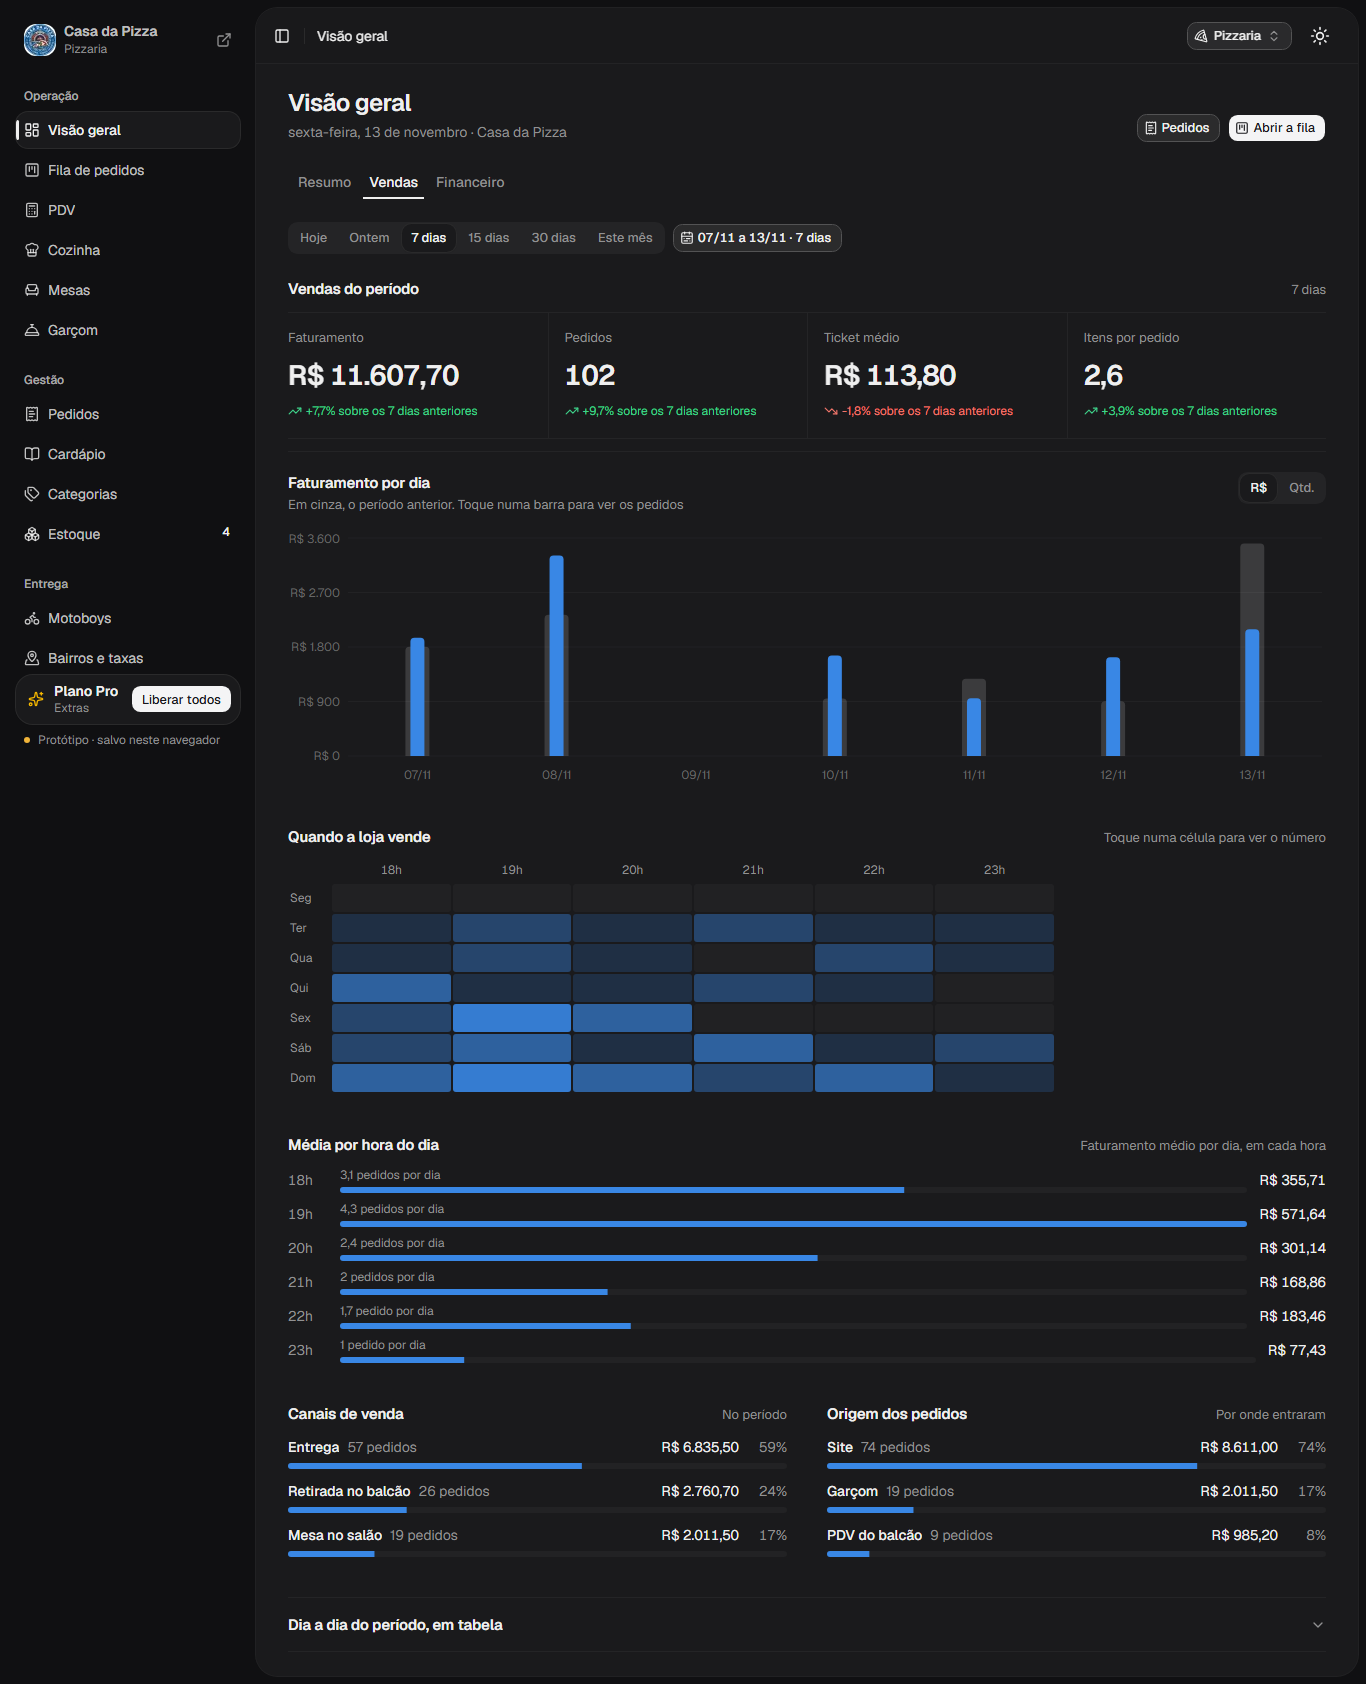 Casa da Pizza
Pizzaria
Operação
Visão geral
Fila de pedidos
PDV
Cozinha
Mesas
Garçom
Gestão
Pedidos
Cardápio
Categorias
Estoque 4
Entrega
Motoboys
Bairros e taxas
Plano Pro
Extras
Liberar todos
Protótipo · salvo neste navegador
Visão geral
Pizzaria
Visão geral
sexta-feira, 13 de novembro · Casa da Pizza
Pedidos
Abrir a fila
Resumo Vendas Financeiro
Hoje Ontem 7 dias 15 dias 30 dias Este mês 07/11 a 13/11 · 7 dias
Vendas do período 7 dias
Faturamento
R$ 11.607,70
+7,7% sobre os 7 dias anteriores
Pedidos
102
+9,7% sobre os 7 dias anteriores
Ticket médio
R$ 113,80
-1,8% sobre os 7 dias anteriores
Itens por pedido
2,6
+3,9% sobre os 7 dias anteriores
Faturamento por dia
Em cinza, o período anterior. Toque numa barra para ver os pedidos
R$ Qtd.
R$ 3.600
R$ 2.700
R$ 1.800
R$ 900
R$ 0
07/11 08/11 09/11 10/11 11/11 12/11 13/11
Quando a loja vende Toque numa célula para ver o número
18h 19h 20h 21h 22h 23h
Seg
Ter
Qua
Qui
Sex
Sáb
Dom
Média por hora do dia Faturamento médio por dia, em cada hora
18h 3,1 pedidos por dia R$ 355,71
19h 4,3 pedidos por dia R$ 571,64
20h 2,4 pedidos por dia R$ 301,14
21h 2 pedidos por dia R$ 168,86
22h 1,7 pedido por dia R$ 183,46
23h 1 pedido por dia R$ 77,43
Canais de venda No período
Entrega 57 pedidos R$ 6.835,50 59%
Retirada no balcão 26 pedidos R$ 2.760,70 24%
Mesa no salão 19 pedidos R$ 2.011,50 17%
Origem dos pedidos Por onde entraram
Site 74 pedidos R$ 8.611,00 74%
Garçom 19 pedidos R$ 2.011,50 17%
PDV do balcão 9 pedidos R$ 985,20 8%
Dia a dia do período, em tabela